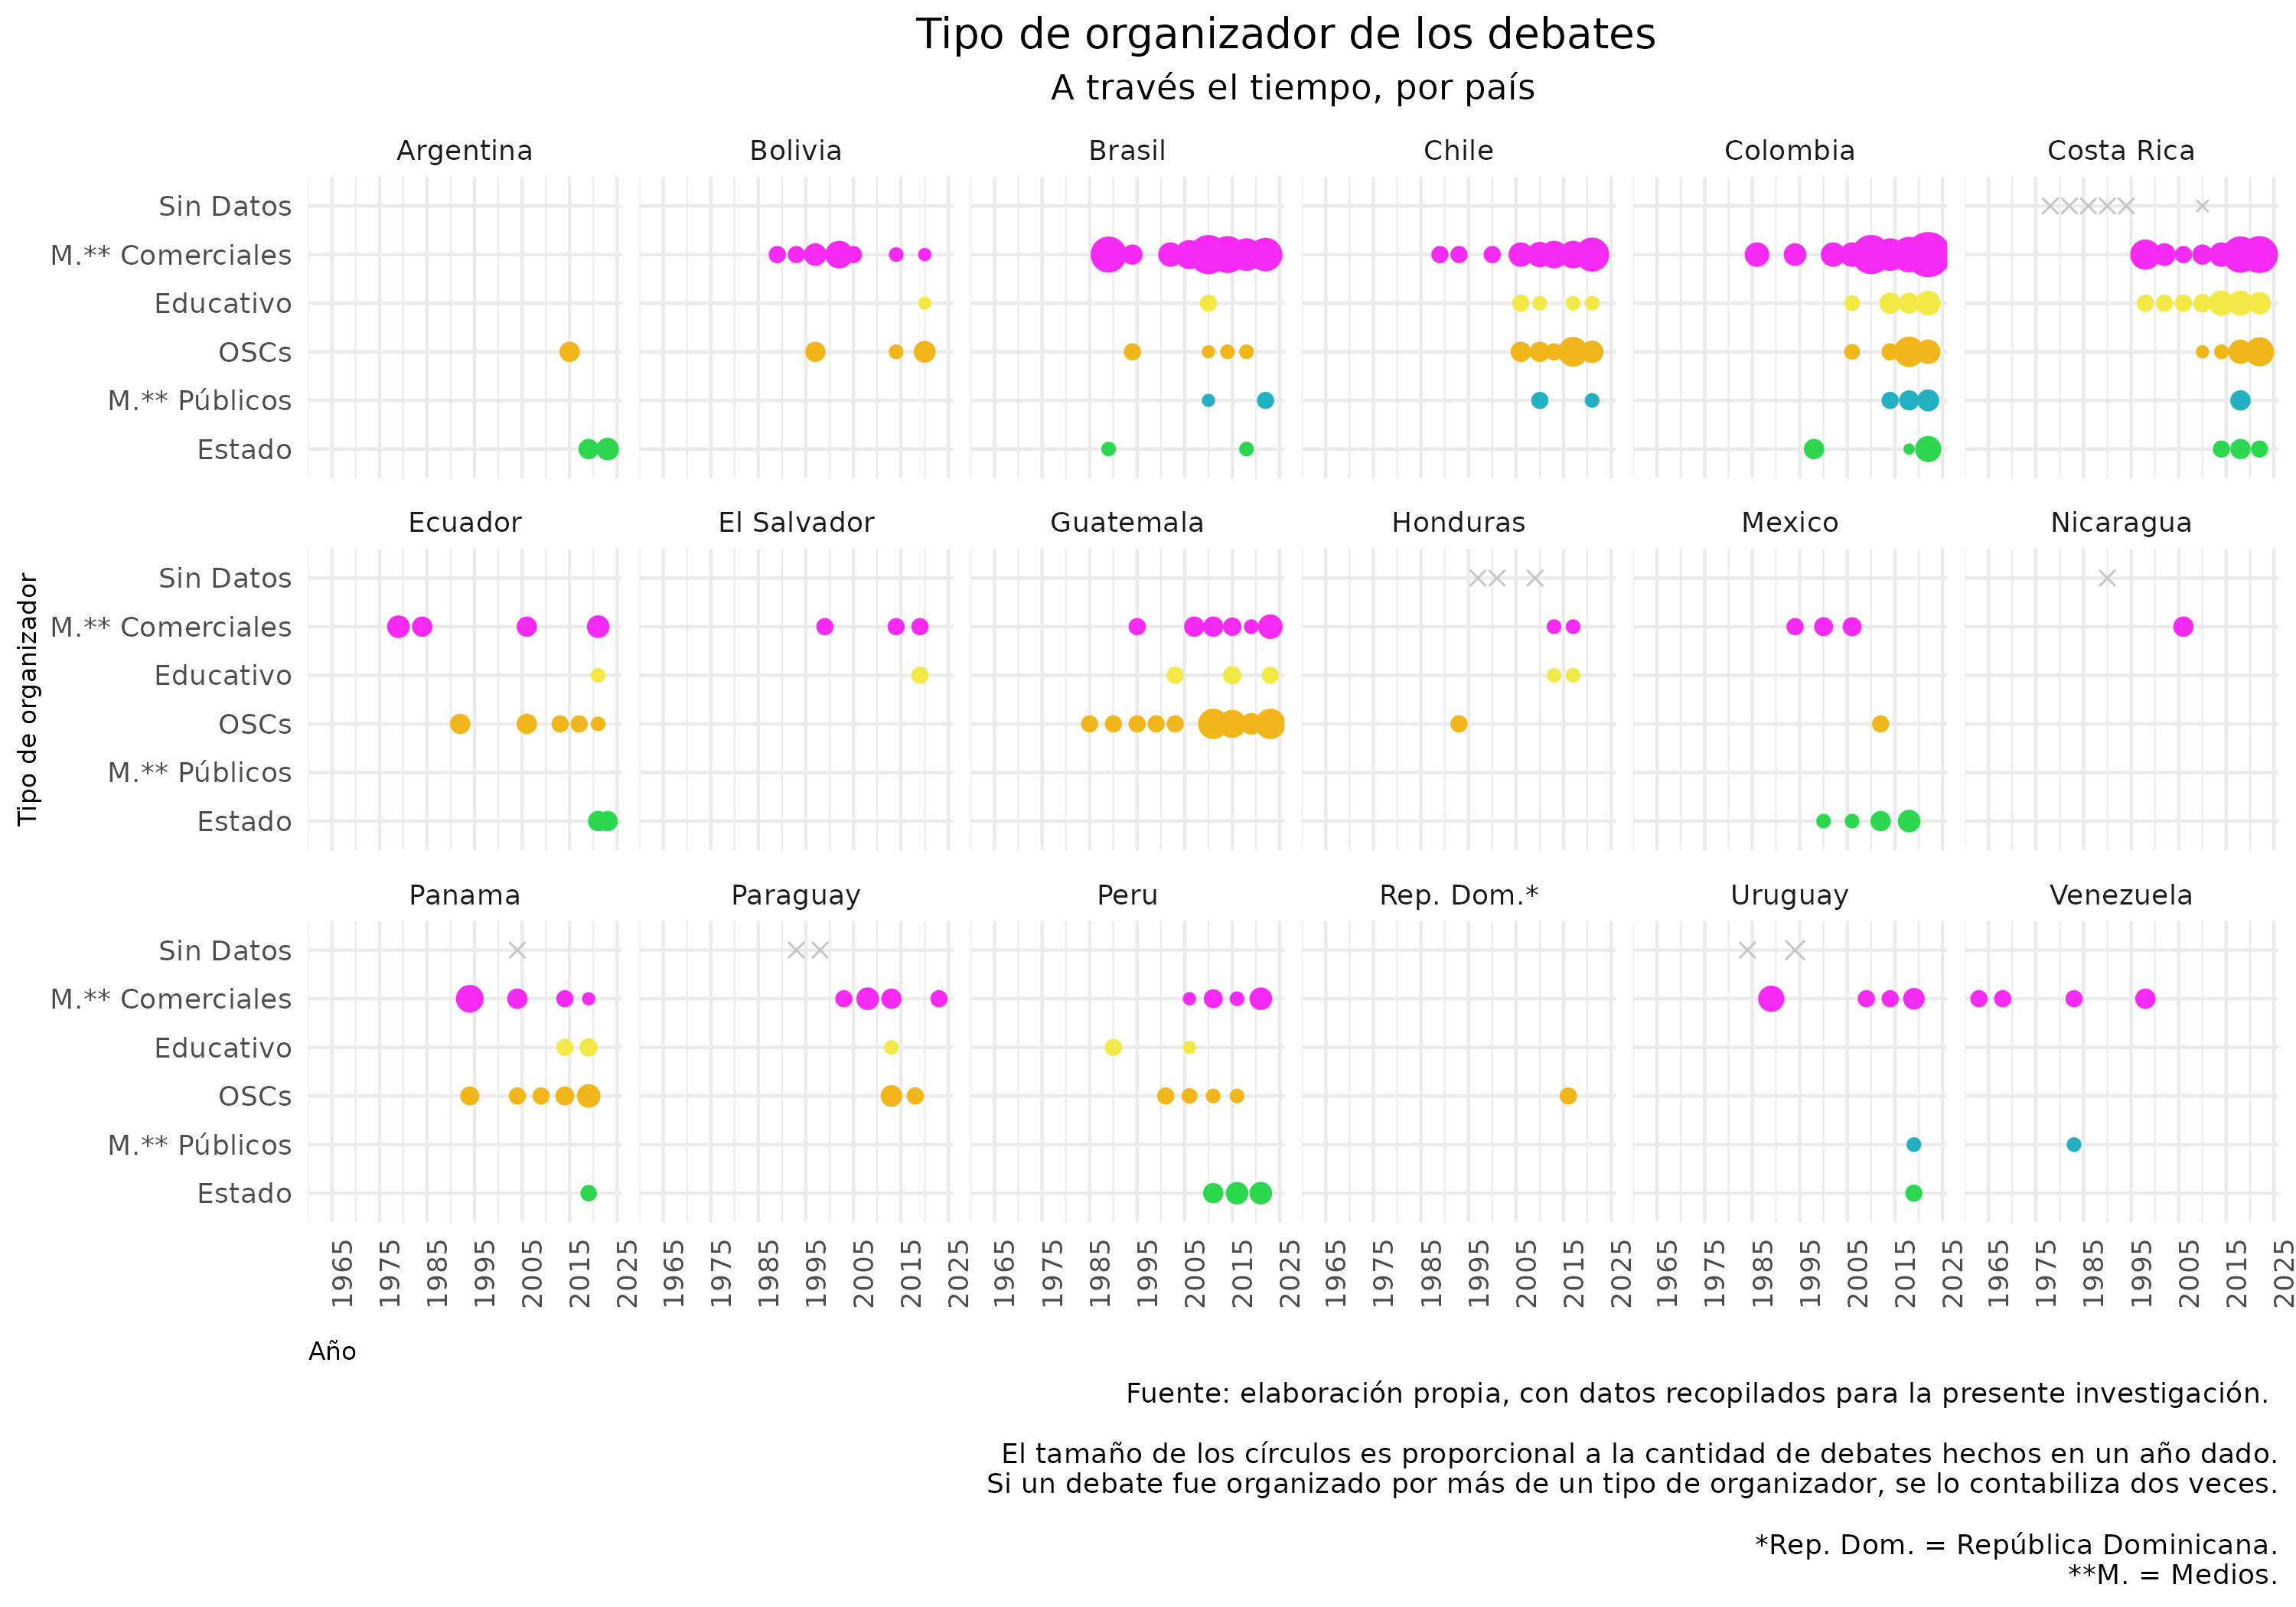 Tipo de organizador de los debates
A través el tiempo, por país
Argentina Bolivia Brasil Chile Colombia Costa Rica
Sin Datos
M.** Comerciales
Educativo
OSCs
M.** Públicos
Estado
Ecuador El Salvador Guatemala Honduras Mexico Nicaragua
Tipo de organizador
Sin Datos
M.** Comerciales
Educativo
OSCs
M.** Públicos
Estado
Panama Paraguay Peru Rep. Dom.* Uruguay Venezuela
Sin Datos
M.** Comerciales
Educativo
OSCs
M.** Públicos
Estado
1965 1975 1985 1995 2005 2015 2025 1965 1975 1985 1995 2005 2015 2025 1965 1975 1985 1995 2005 2015 2025 1965 1975 1985 1995 2005 2015 2025 1965 1975 1985 1995 2005 2015 2025 1965 1975 1985 1995 2005 2015 2025
Año
Fuente: elaboración propia, con datos recopilados para la presente investigación.
El tamaño de los círculos es proporcional a la cantidad de debates hechos en un año dado.
Si un debate fue organizado por más de un tipo de organizador, se lo contabiliza dos veces.
*Rep. Dom. = República Dominicana.
**M. = Medios.